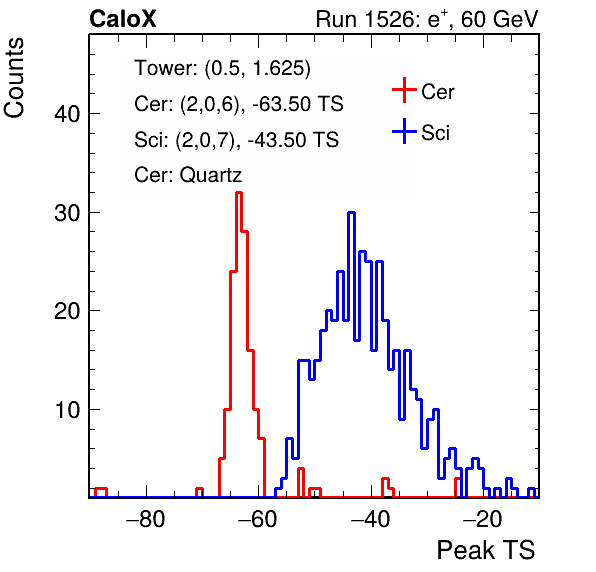 CaloX Run 1526: e+, 60 GeV
Counts
Tower: (0.5, 1.625)
Cer: (2,0,6), -63.50 TS
Sci: (2,0,7), -43.50 TS
Cer: Quartz
Cer
Sci
40
30
20
10
−80 −60 −40 −20
Peak TS